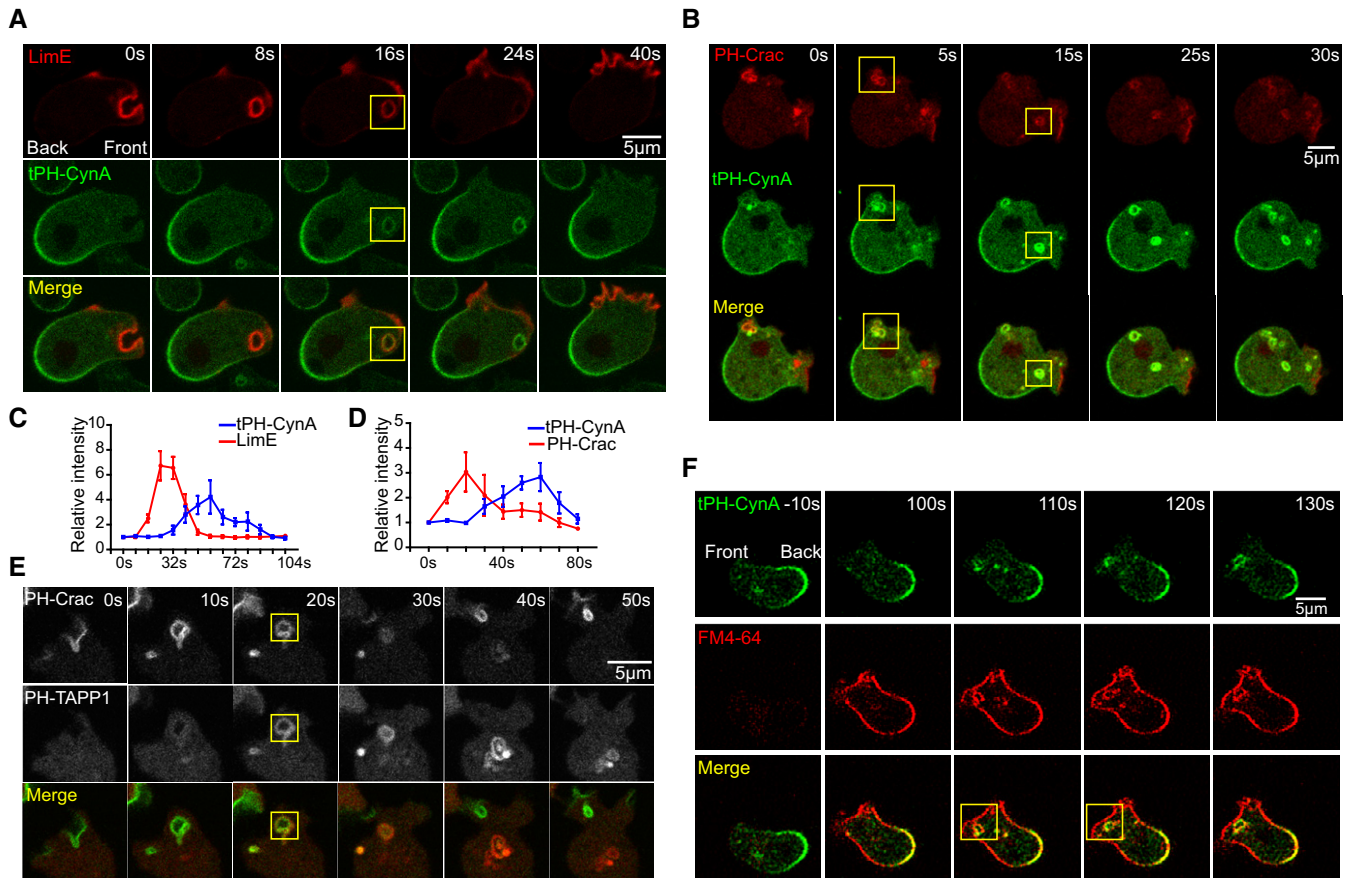 A
LimE
0s
8s
16s
24s
40s
Back
Front
5µm
tPH-CynA
Merge
B
PH-Crac
0s
5s
15s
25s
30s
5µm
tPH-CynA
Merge
C
Relative intensity
10
8
6
4
2
0
0s
32s
72s
104s
tPH-CynA
LimE
D
Relative intensity
5
4
3
2
1
0
0s
40s
80s
tPH-CynA
PH-Crac
E
PH-Crac
0s
10s
20s
30s
40s
50s
5µm
PH-TAPP1
Merge
F
tPH-CynA
-10s
100s
110s
120s
130s
Front
Back
5µm
FM4-64
Merge